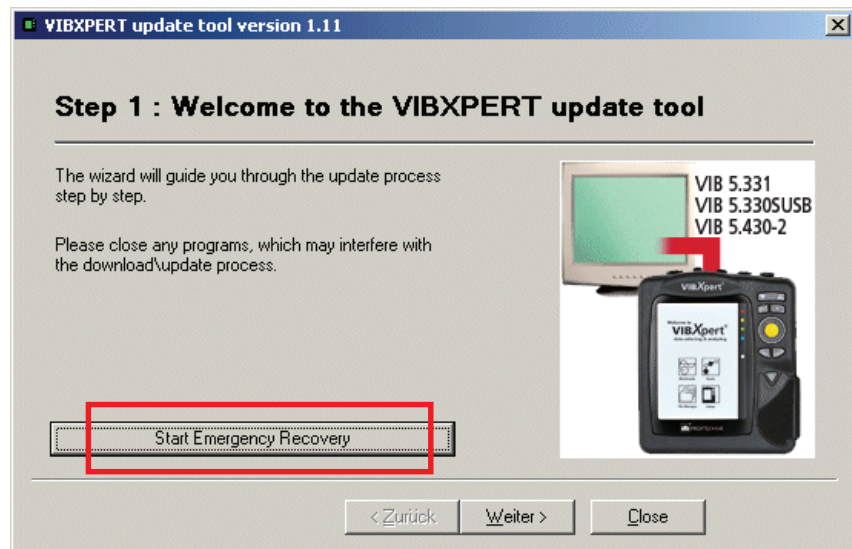 VIBXPERT update tool version 1.11
Step 1 : Welcome to the VIBXPERT update tool
The wizard will guide you through the update process
step by step.
Please close any programs, which may interfere with
the download\update process.
VIB 5.331
VIB 5.330SUSB
VIB 5.430-2
VIBXpert
VIBXpert
Start Emergency Recovery
< Zurück
Weiter >
Close